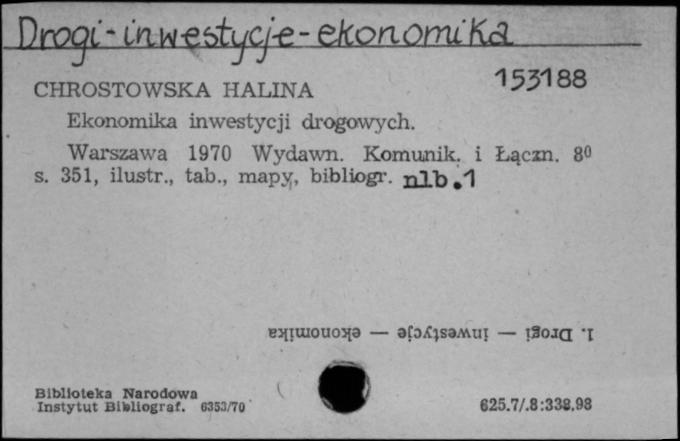 Drogi-inwestycje-ekonomika
153188
CHROSTOWSKA HALINA
Ekonomika inwestycji drogowych.
Warszawa 1970 Wydawn. Komunik. i Łączn. 8⁰
s. 351, ilustr., tab., mapy, bibliogr. nlb.1
1. Drogi — inwestycje — ekonomika
Biblioteka Narodowa
Instytut Bibliograf. 6353/70
625.7/.8:338.98